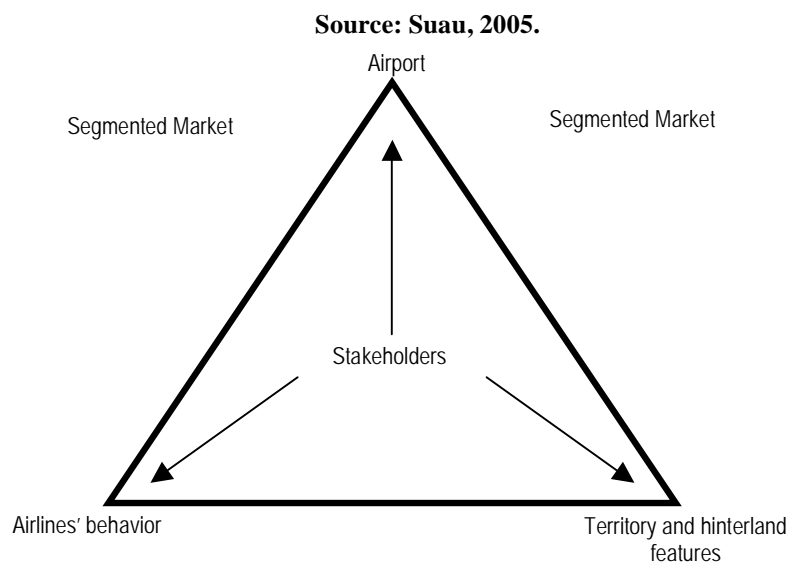 Source: Suau, 2005.
Airport
Segmented Market
Segmented Market
Stakeholders
Airlines’ behavior
Territory and hinterland
features